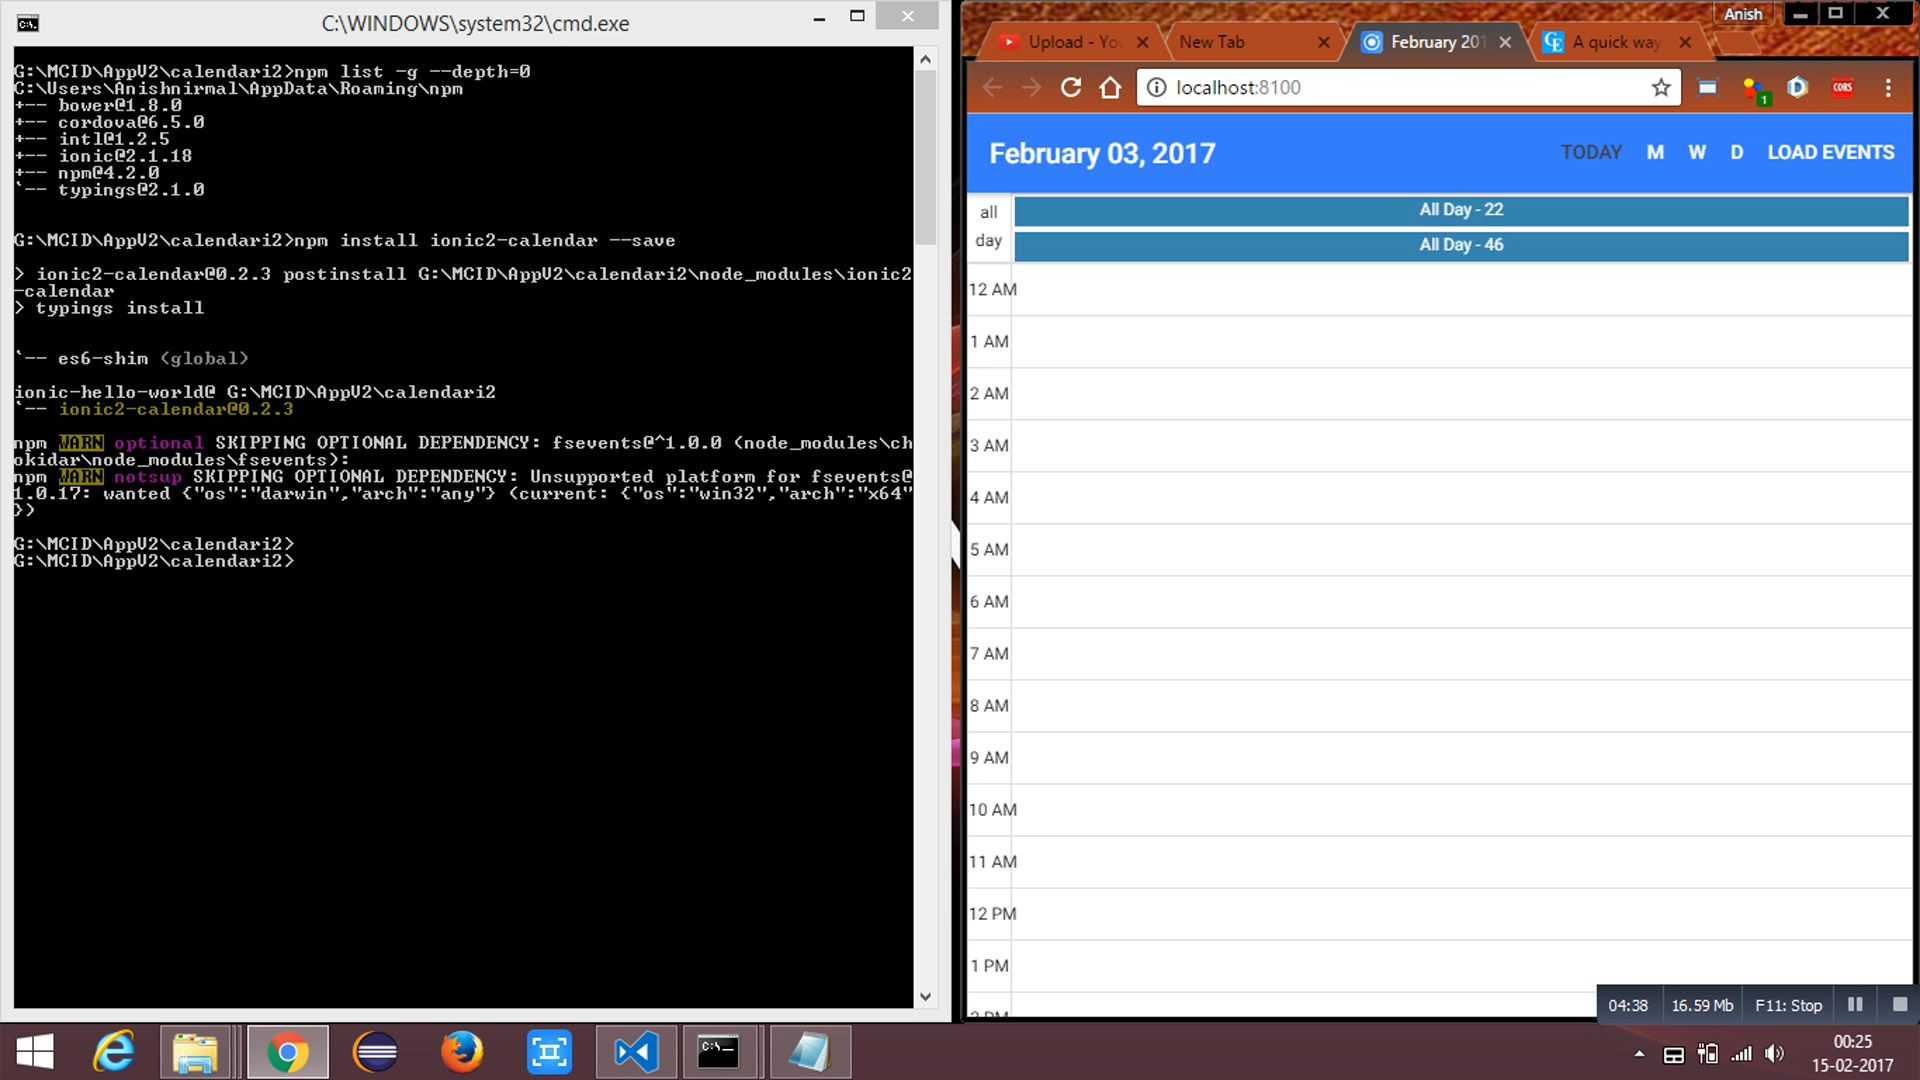 C:\WINDOWS\system32\cmd.exe
G:\MCID\AppV2\calendari2>npm list -g --depth=0
C:\Users\Anishnirmal\AppData\Roaming\npm
+-- bower@1.8.0
+-- cordova@6.5.0
+-- intl@1.2.5
+-- ionic@2.1.18
+-- npm@4.2.0
`-- typings@2.1.0
G:\MCID\AppV2\calendari2>npm install ionic2-calendar --save
> ionic2-calendar@0.2.3 postinstall G:\MCID\AppV2\calendari2\node_modules\ionic2
-calendar
> typings install
`-- es6-shim (global)
ionic-hello-world@ G:\MCID\AppV2\calendari2
`-- ionic2-calendar@0.2.3
npm WARN optional SKIPPING OPTIONAL DEPENDENCY: fsevents@^1.0.0 (node_modules\ch
okidar\node_modules\fsevents):
npm WARN notsup SKIPPING OPTIONAL DEPENDENCY: Unsupported platform for fsevents@
1.0.17: wanted {"os":"darwin","arch":"any"} (current: {"os":"win32","arch":"x64"
})
G:\MCID\AppV2\calendari2>
G:\MCID\AppV2\calendari2>
Anish
Upload - You
New Tab
February 201
A quick way
localhost:8100
1
CORS
February 03, 2017
TODAY M W D LOAD EVENTS
all
day
All Day - 22
All Day - 46
12 AM
1 AM
2 AM
3 AM
4 AM
5 AM
6 AM
7 AM
8 AM
9 AM
10 AM
11 AM
12 PM
1 PM
2 PM
04:38 16.59 Mb F11: Stop
00:25
15-02-2017